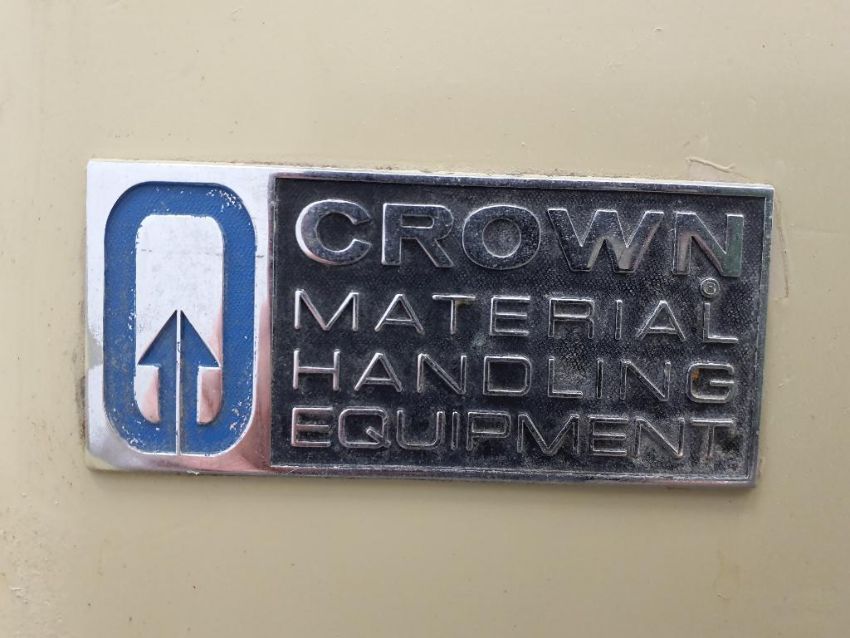 CROWN®
MATERIAL
HANDLING
EQUIPMENT